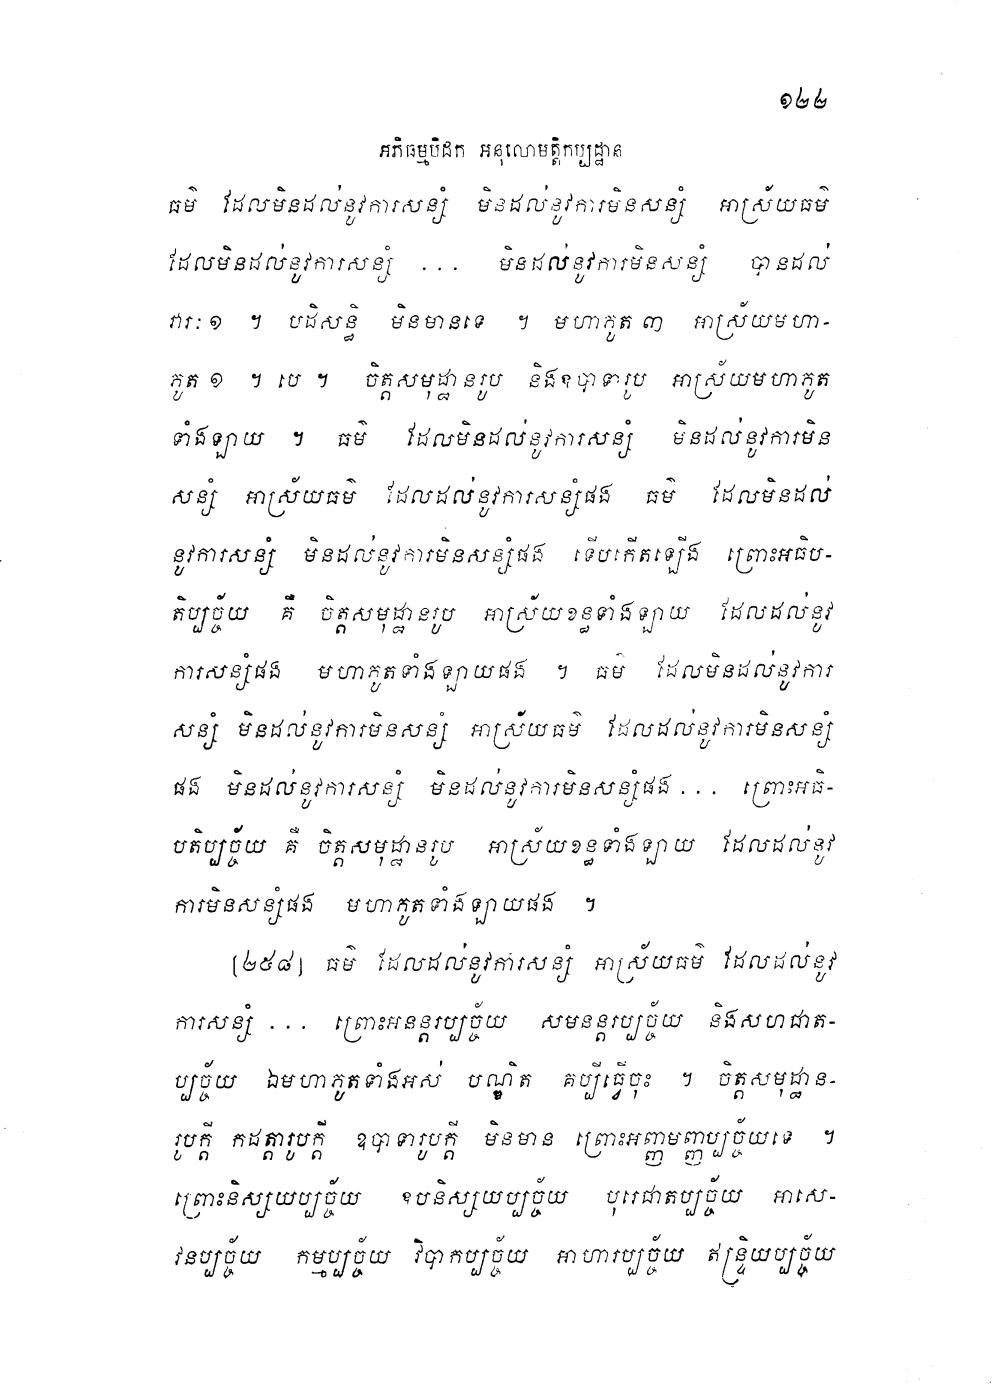 ១២២
អភិធម្មបិដក អនុលោមត្តិកប្បដ្ឋាន
ធម៌ ដែលមិនដល់នូវការសន្សំ មិនដល់នូវការមិនសន្សំ អាស្រ័យធម៌
ដែលមិនដល់នូវការសន្សំ ... មិនដល់នូវការមិនសន្សំ បានដល់
វារៈ ១ ។ បដិសន្ធិ មិនមានទេ ។ មហាភូត ៣ អាស្រ័យមហា-
ភូត ១ ។ បេ ។ ចិត្តសមុដ្ឋានរូប និងឧបាទារូប អាស្រ័យមហាភូត
ទាំងឡាយ ។ ធម៌ ដែលមិនដល់នូវការសន្សំ មិនដល់នូវការមិន
សន្សំ អាស្រ័យធម៌ ដែលដល់នូវការសន្សំផង ធម៌ ដែលមិនដល់
នូវការសន្សំ មិនដល់នូវការមិនសន្សំផង ទើបកើតឡើង ព្រោះអធិប-
តិប្បច្ច័យ គឺ ចិត្តសមុដ្ឋានរូប អាស្រ័យខន្ធទាំងឡាយ ដែលដល់នូវ
ការសន្សំផង មហាភូតទាំងឡាយផង ។ ធម៌ ដែលមិនដល់នូវការ
សន្សំ មិនដល់នូវការមិនសន្សំ អាស្រ័យធម៌ ដែលដល់នូវការមិនសន្សំ
ផង មិនដល់នូវការសន្សំ មិនដល់នូវការមិនសន្សំផង ... ព្រោះអធិ-
បតិប្បច្ច័យ គឺ ចិត្តសមុដ្ឋានរូប អាស្រ័យខន្ធទាំងឡាយ ដែលដល់នូវ
ការមិនសន្សំផង មហាភូតទាំងឡាយផង ។
[២៥៨] ធម៌ ដែលដល់នូវការសន្សំ អាស្រ័យធម៌ ដែលដល់នូវ
ការសន្សំ ... ព្រោះអនន្តរប្បច្ច័យ សមនន្តរប្បច្ច័យ និងសហជាត-
ប្បច្ច័យ ឯមហាភូតទាំងអស់ បណ្ឌិត គប្បីធ្វើចុះ ។ ចិត្តសមុដ្ឋាន-
រូបក្តី កដត្តារូបក្តី ឧបាទារូបក្តី មិនមាន ព្រោះអញ្ញមញ្ញប្បច្ច័យទេ ។
ព្រោះនិស្សយប្បច្ច័យ ឧបនិស្សយប្បច្ច័យ បុរេជាតប្បច្ច័យ អាសេ-
វនប្បច្ច័យ កម្មប្បច្ច័យ វិបាកប្បច្ច័យ អាហារប្បច្ច័យ ឥន្ទ្រិយប្បច្ច័យ